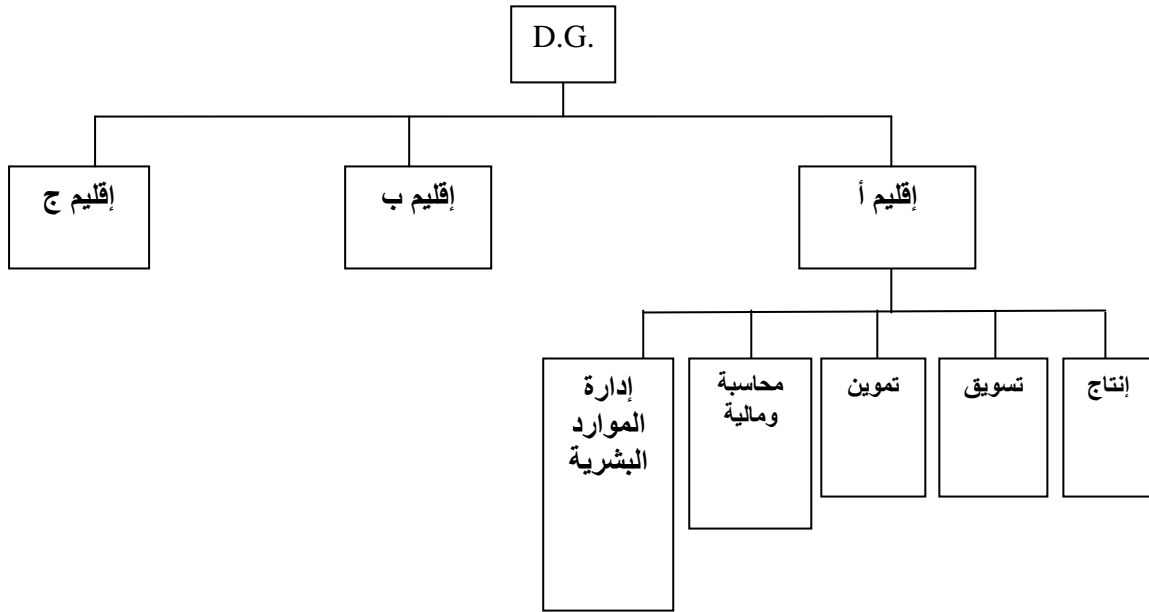 D.G.
إقليم أ
إقليم ب
إقليم ج
إنتاج
تسويق
تموين
محاسبة
ومالية
إدارة
الموارد
البشرية